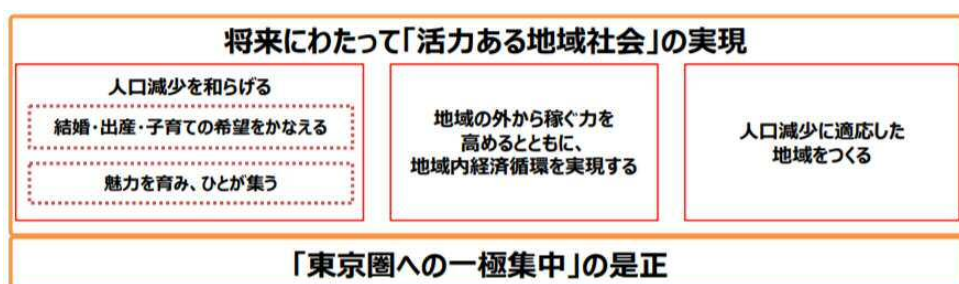 将来にわたって「活力ある地域社会」の実現
人口減少を和らげる
結婚・出産・子育ての希望をかなえる
魅力を育み、ひとが集う
地域の外から稼ぐ力を
高めるとともに、
地域内経済循環を実現する
人口減少に適応した
地域をつくる
「東京圏への一極集中」の是正